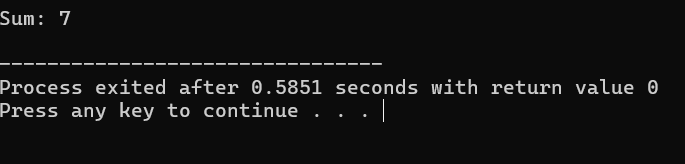 Sum: 7
--------------------------------
Process exited after 0.5851 seconds with return value 0
Press any key to continue . . .